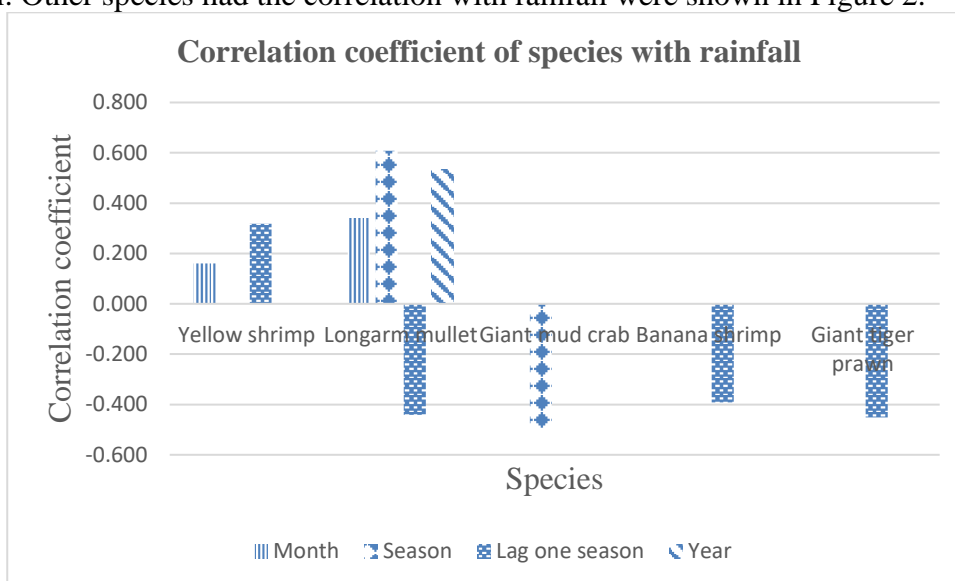 Other species had the correlation with rainfall were shown in Figure 2.
Correlation coefficient of species with rainfall
Correlation coefficient
0.800
0.600
0.400
0.200
0.000
-0.200
-0.400
-0.600
Yellow shrimp Longarm mullet Giant mud crab Banana shrimp Giant tiger
prawn
Species
Month Season Lag one season Year